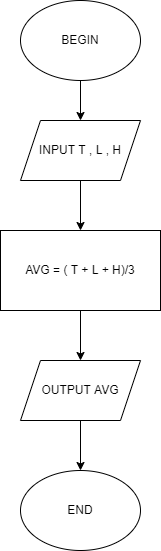 BEGIN
INPUT T , L , H
AVG = ( T + L + H)/3
OUTPUT AVG
END